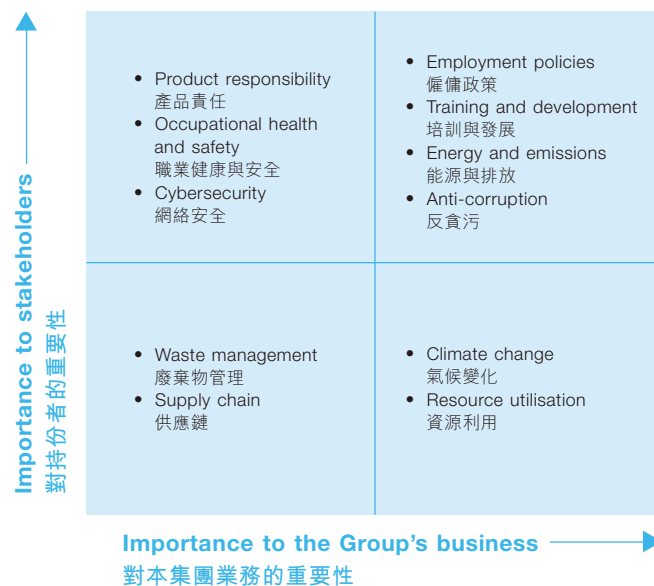 Importance to stakeholders
對持份者的重要性
• Product responsibility
產品責任
• Occupational health
and safety
職業健康與安全
• Cybersecurity
網絡安全
• Employment policies
僱傭政策
• Training and development
培訓與發展
• Energy and emissions
能源與排放
• Anti-corruption
反貪污
• Waste management
廢棄物管理
• Supply chain
供應鏈
• Climate change
氣候變化
• Resource utilisation
資源利用
Importance to the Group's business
對本集團業務的重要性